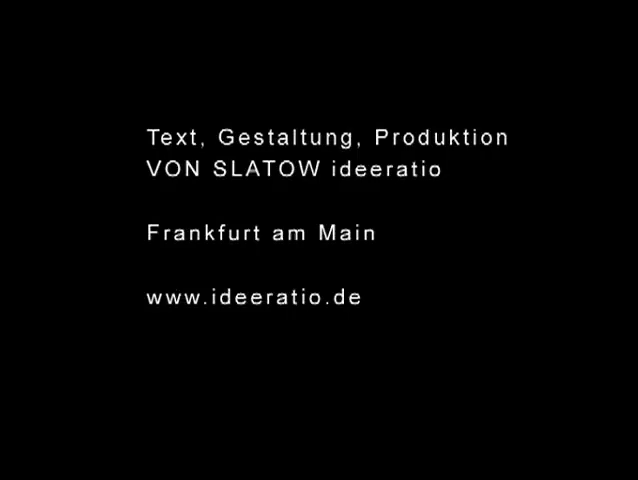 Text, Gestaltung, Produktion
VON SLATOW ideeratio
Frankfurt am Main
www.ideeratio.de